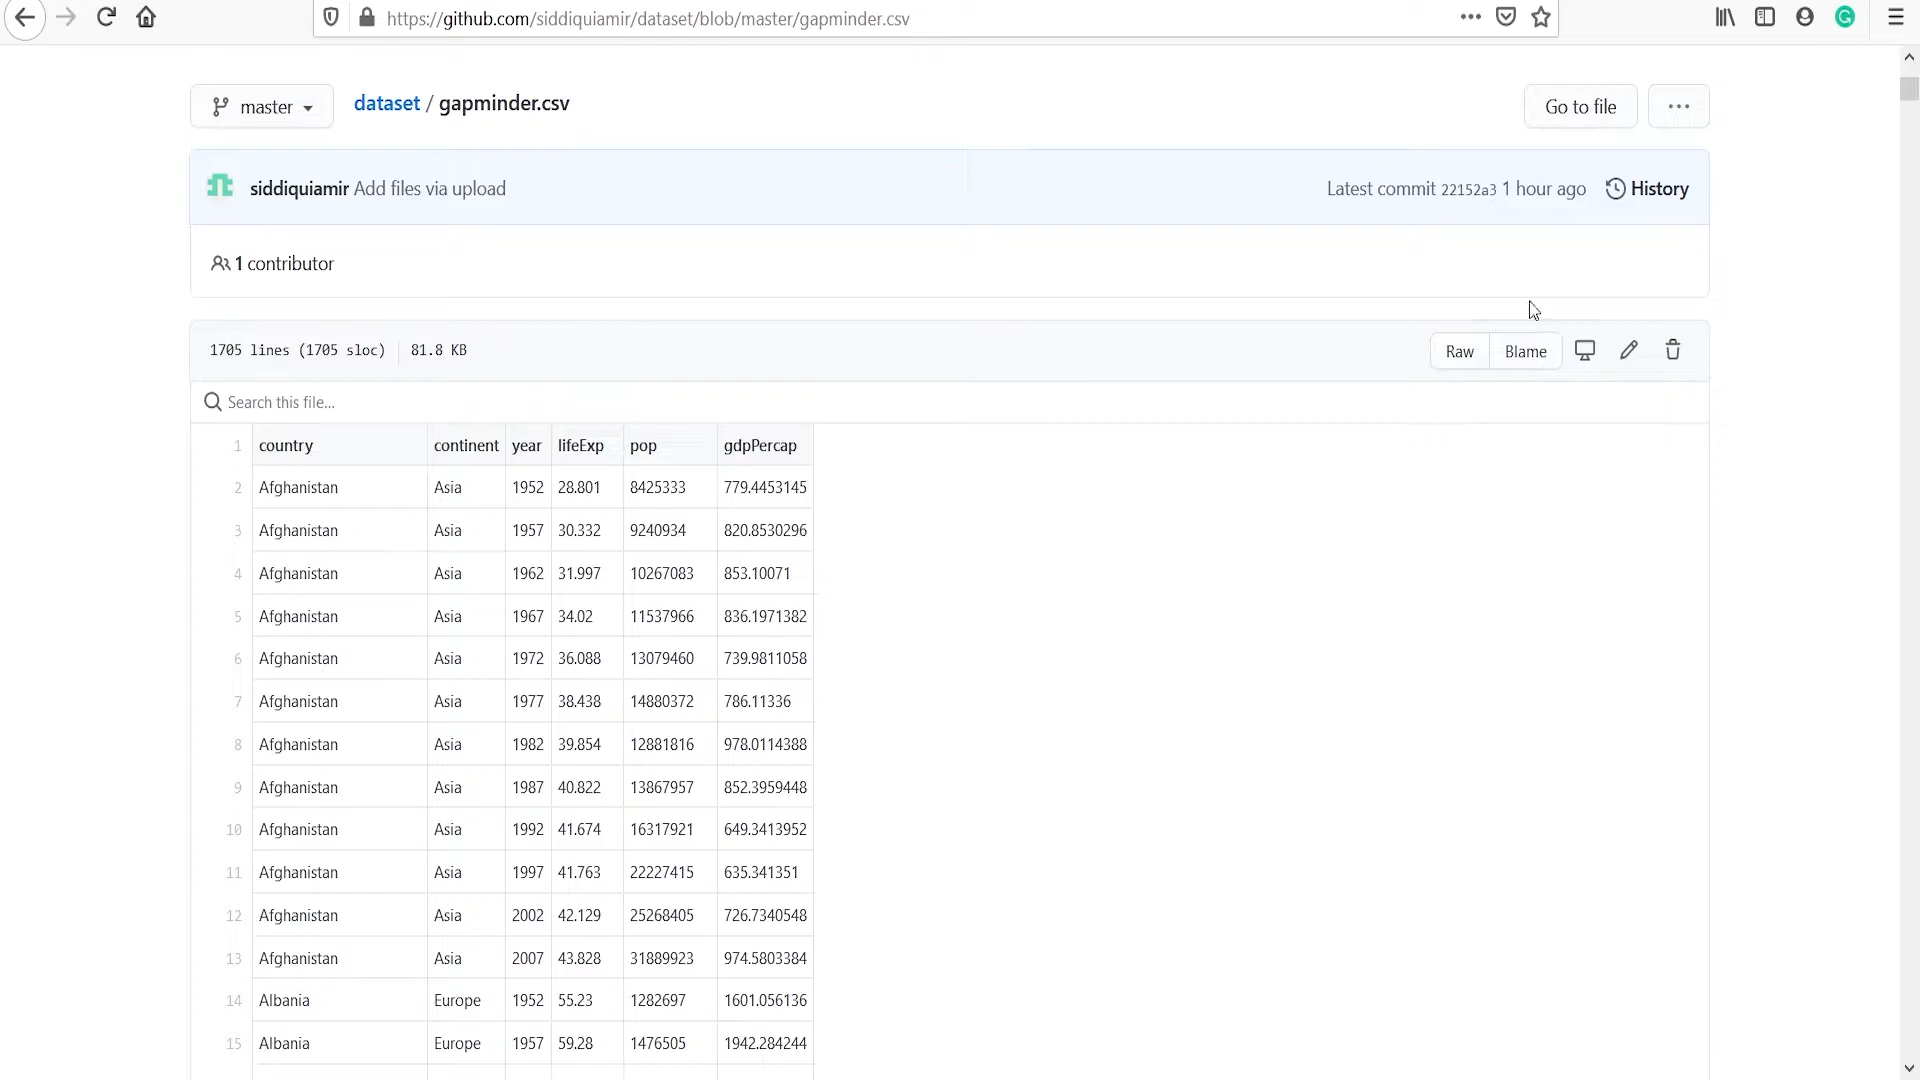 https://github.com/siddiquiamir/dataset/blob/master/gapminder.csv
master dataset / gapminder.csv Go to file
siddiquiamir Add files via upload Latest commit 22152a3 1 hour ago History
1 contributor
1705 lines (1705 sloc) 81.8 KB Raw Blame
Search this file...
1 country continent year lifeExp pop gdpPercap
2 Afghanistan Asia 1952 28.801 8425333 779.4453145
3 Afghanistan Asia 1957 30.332 9240934 820.8530296
4 Afghanistan Asia 1962 31.997 10267083 853.10071
5 Afghanistan Asia 1967 34.02 11537966 836.1971382
6 Afghanistan Asia 1972 36.088 13079460 739.9811058
7 Afghanistan Asia 1977 38.438 14880372 786.11336
8 Afghanistan Asia 1982 39.854 12881816 978.0114388
9 Afghanistan Asia 1987 40.822 13867957 852.3959448
10 Afghanistan Asia 1992 41.674 16317921 649.3413952
11 Afghanistan Asia 1997 41.763 22227415 635.341351
12 Afghanistan Asia 2002 42.129 25268405 726.7340548
13 Afghanistan Asia 2007 43.828 31889923 974.5803384
14 Albania Europe 1952 55.23 1282697 1601.056136
15 Albania Europe 1957 59.28 1476505 1942.284244